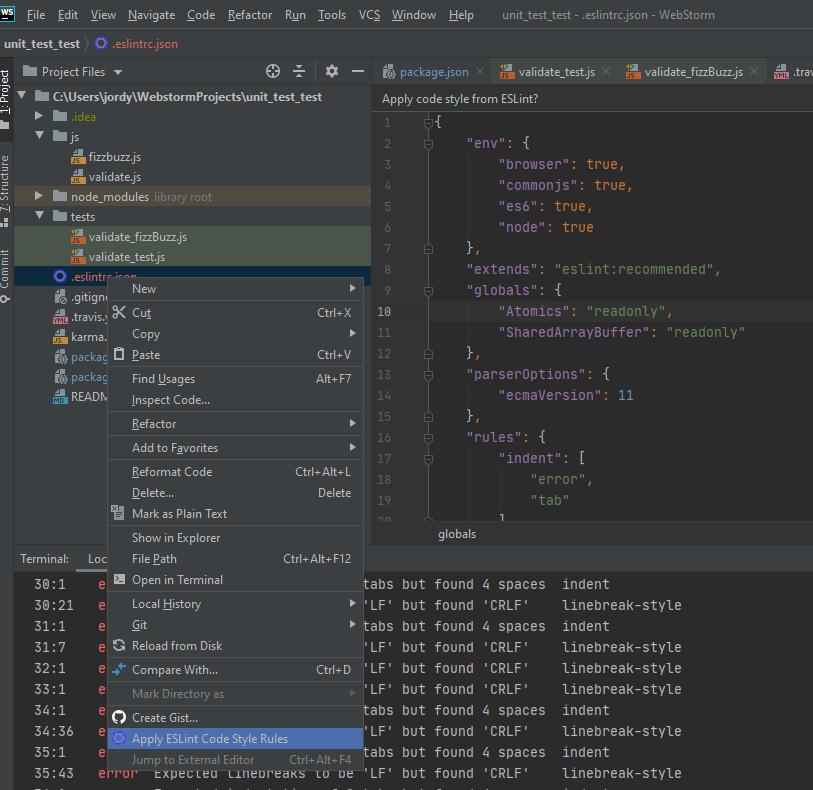 WS File Edit View Navigate Code Refactor Run Tools VCS Window Help unit_test_test - .eslintrc.json - WebStorm
unit_test_test .eslintrc.json
1: Project
7: Structure
Commit
Project Files
C:\Users\jordy\WebstormProjects\unit_test_test
.idea
js
fizzbuzz.js
validate.js
node_modules library root
tests
validate_fizzBuzz.js
validate_test.js
.eslintrc.json
.gitign
.travis.y
karma.
packag
packag
READM
package.json validate_test.js validate_fizzBuzz.js .trav
Apply code style from ESLint?
1 {
2 "env": {
3 "browser": true,
4 "commonjs": true,
5 "es6": true,
6 "node": true
7 },
8 "extends": "eslint:recommended",
9 "globals": {
10 "Atomics": "readonly",
11 "SharedArrayBuffer": "readonly"
12 },
13 "parserOptions": {
14 "ecmaVersion": 11
15 },
16 "rules": {
17 "indent": [
18 "error",
19 "tab"
20 ]
globals
New
Cut Ctrl+X
Copy
Paste Ctrl+V
Find Usages Alt+F7
Inspect Code...
Refactor
Add to Favorites
Reformat Code Ctrl+Alt+L
Delete... Delete
Mark as Plain Text
Show in Explorer
File Path Ctrl+Alt+F12
Open in Terminal
Local History
Git
Reload from Disk
Compare With... Ctrl+D
Mark Directory as
Create Gist...
Apply ESLint Code Style Rules
Jump to External Editor Ctrl+Alt+F4
Terminal: Loc
30:1 e tabs but found 4 spaces indent
30:21 e 'LF' but found 'CRLF' linebreak-style
31:1 e tabs but found 4 spaces indent
31:7 e 'LF' but found 'CRLF' linebreak-style
32:1 e 'LF' but found 'CRLF' linebreak-style
33:1 e 'LF' but found 'CRLF' linebreak-style
34:1 e tabs but found 4 spaces indent
34:36 e 'LF' but found 'CRLF' linebreak-style
35:1 e tabs but found 4 spaces indent
35:43 error Expected linebreaks to be 'LF' but found 'CRLF' linebreak-style